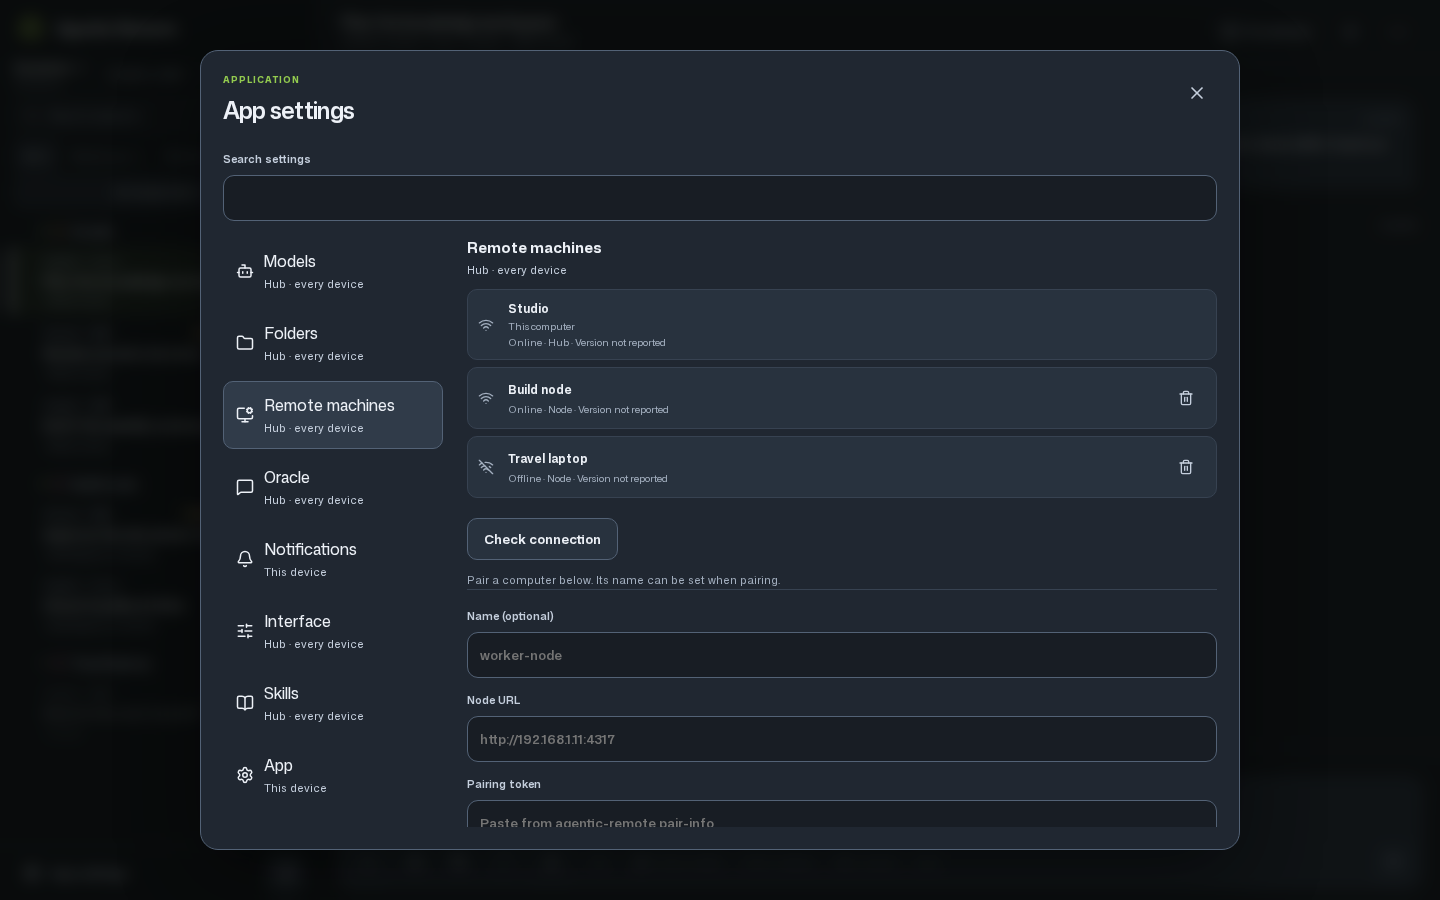 APPLICATION
App settings
Search settings
Models
Hub · every device
Folders
Hub · every device
Remote machines
Hub · every device
Oracle
Hub · every device
Notifications
This device
Interface
Hub · every device
Skills
Hub · every device
App
This device
Remote machines
Hub · every device
Studio
This computer
Online · Hub · Version not reported
Build node
Online · Node · Version not reported
Travel laptop
Offline · Node · Version not reported
Check connection
Pair a computer below. Its name can be set when pairing.
Name (optional)
worker-node
Node URL
http://192.168.1.11:4317
Pairing token
Paste from agentic-remote pair-info